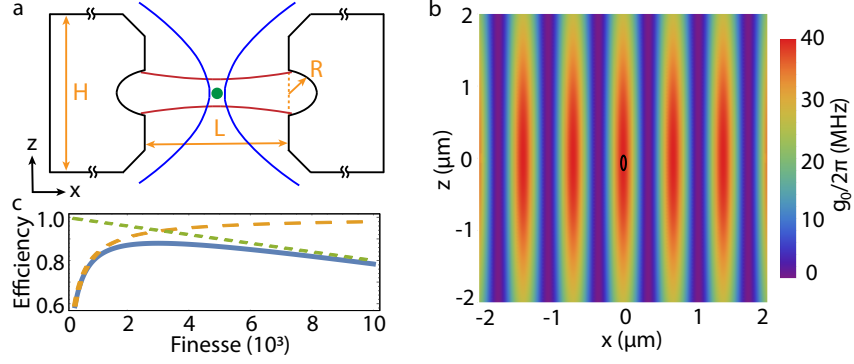 a
H
R
L
z
x
c
Efficiency
1.0
0.8
0.6
0
2
4
6
8
10
Finesse (10³)
b
z (μm)
2
1
0
-1
-2
-2
-1
0
1
2
x (μm)
40
30
20
10
0
g₀/2π (MHz)